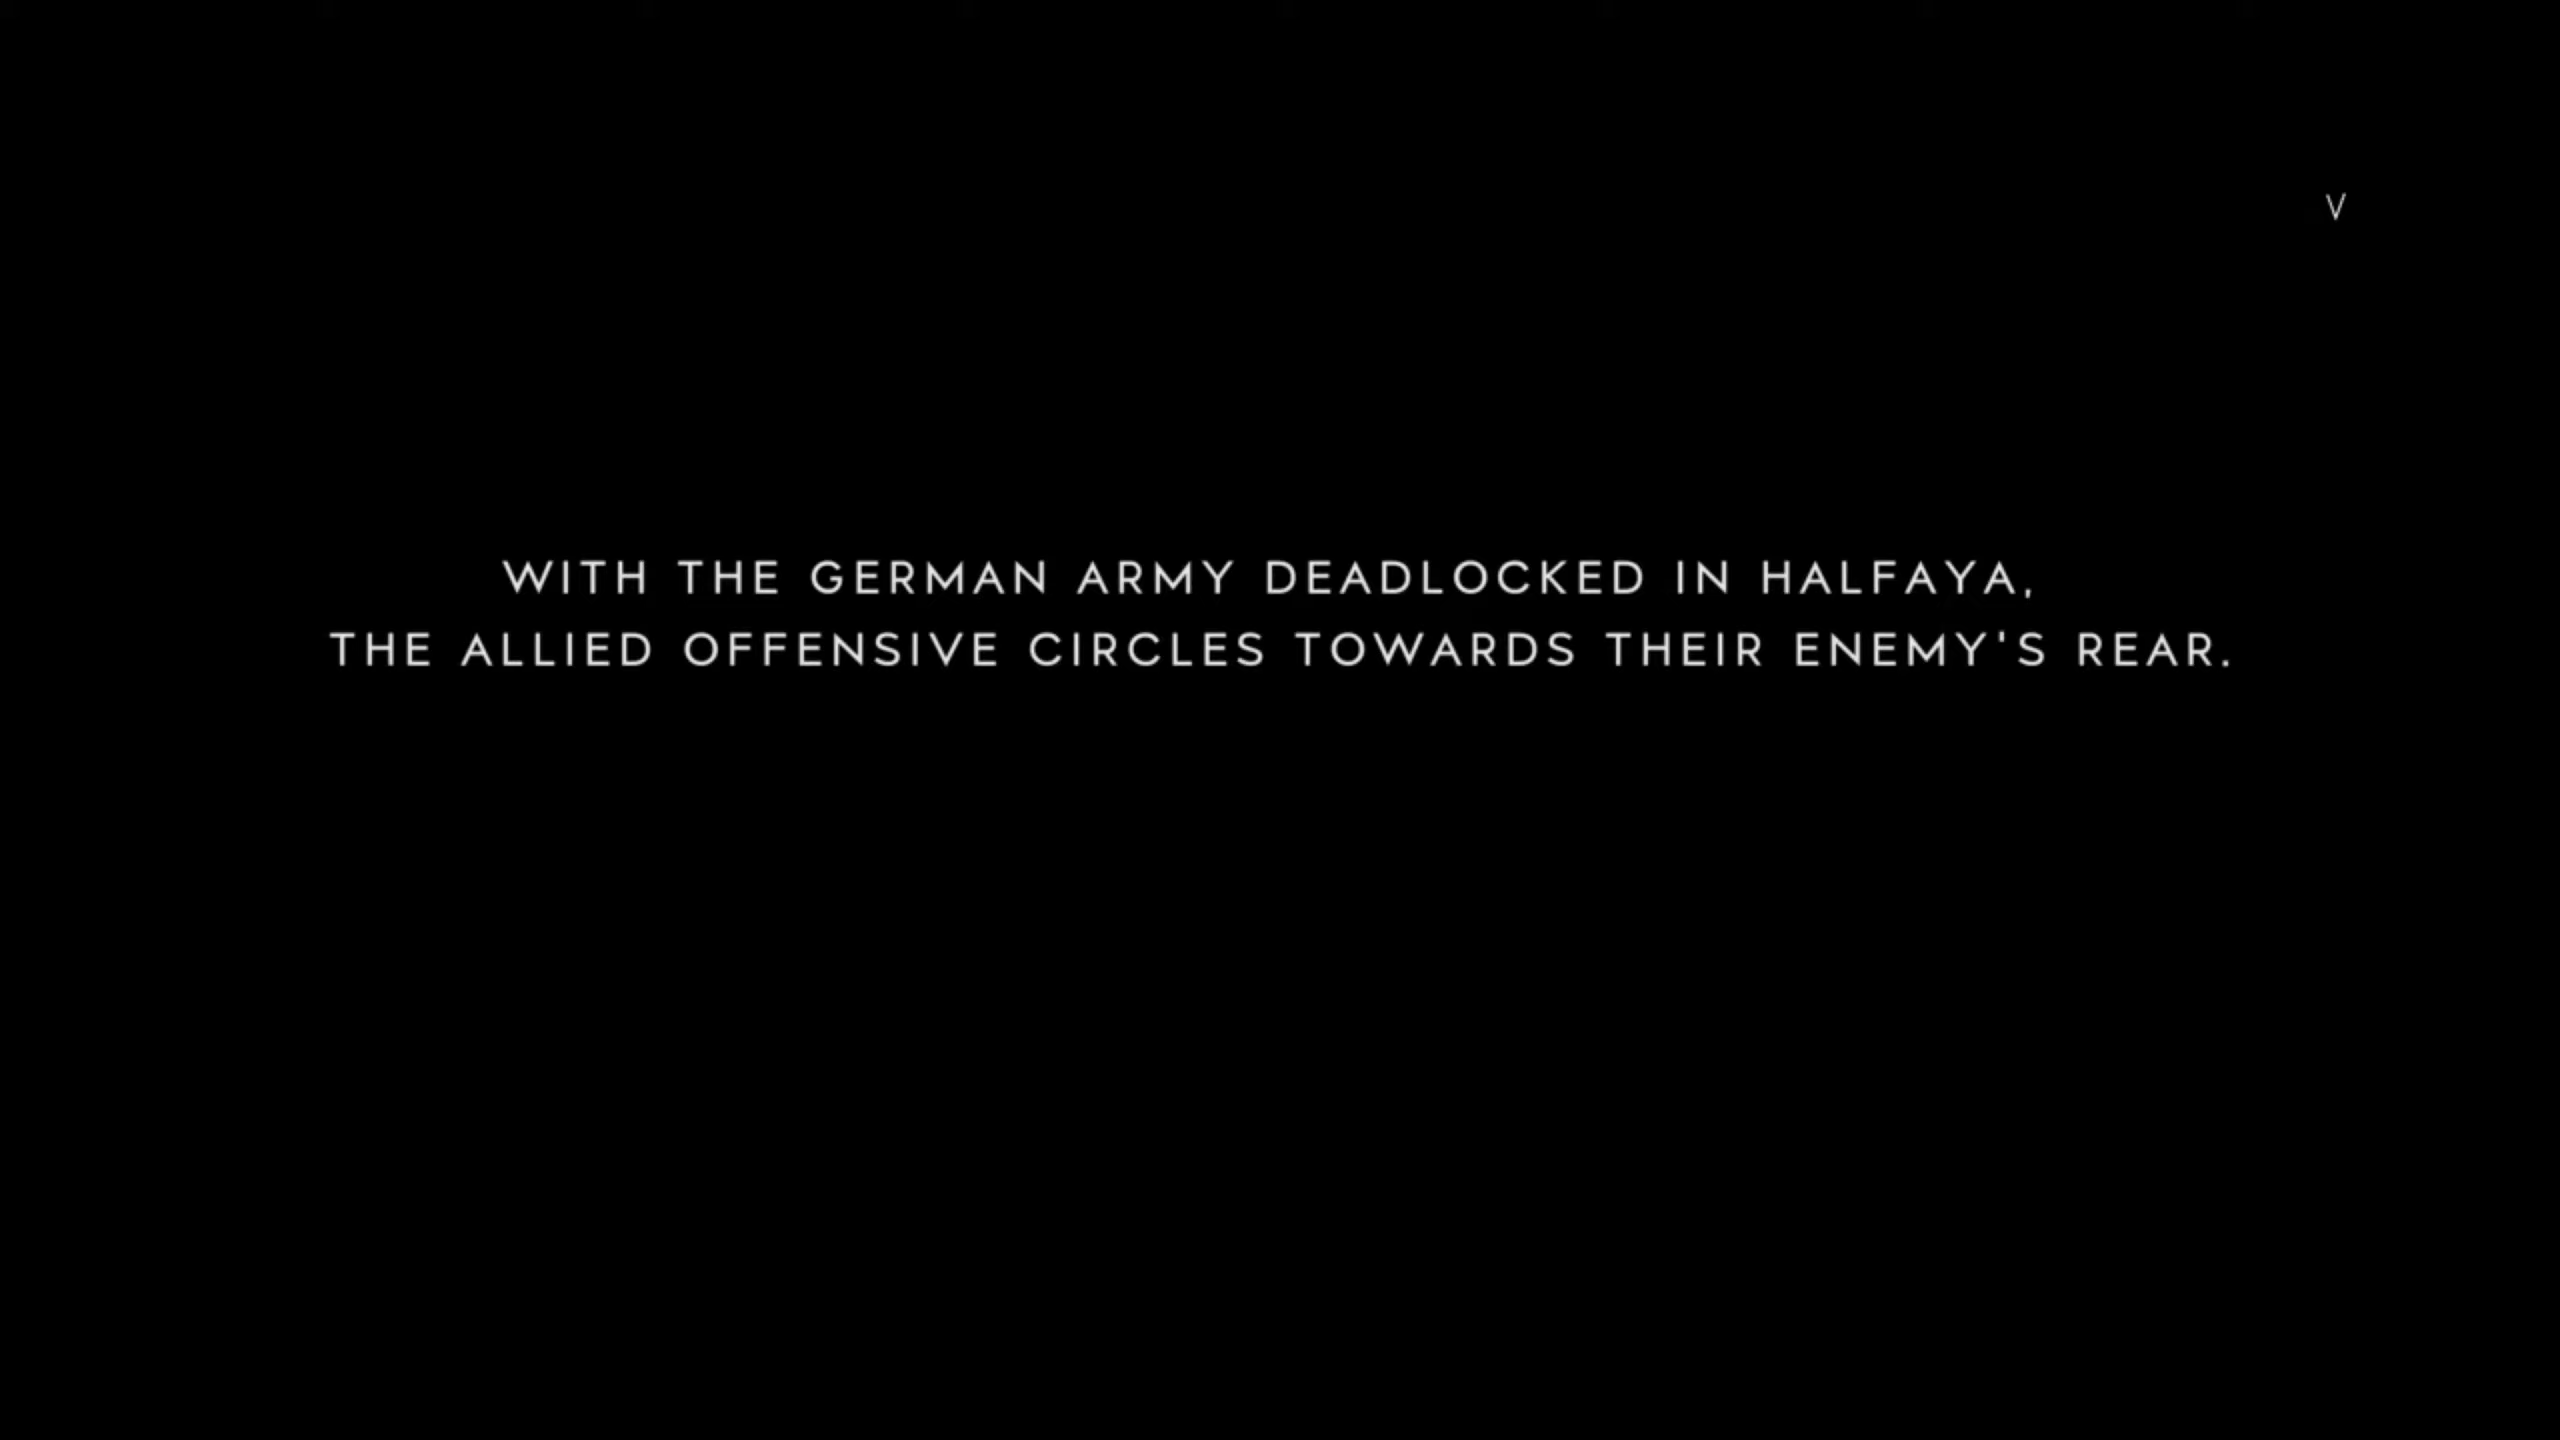 V
WITH THE GERMAN ARMY DEADLOCKED IN HALFAYA,
THE ALLIED OFFENSIVE CIRCLES TOWARDS THEIR ENEMY'S REAR.